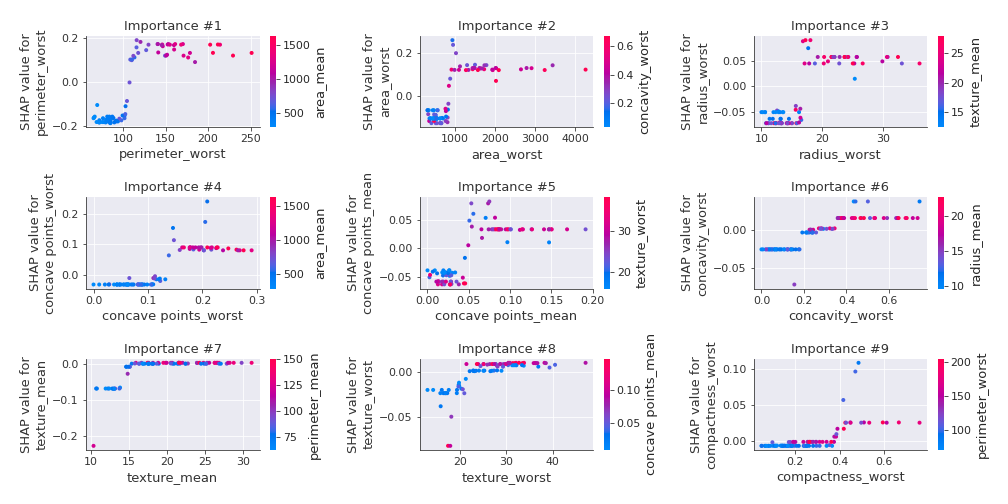 Importance #1
SHAP value for
perimeter_worst
0.2
0.0
−0.2
100
150
200
250
perimeter_worst
1500
1000
500
area_mean
Importance #2
SHAP value for
area_worst
0.2
0.0
1000
2000
3000
4000
area_worst
0.6
0.4
0.2
concavity_worst
Importance #3
SHAP value for
radius_worst
0.05
0.00
−0.05
10
20
30
radius_worst
25
20
15
texture_mean
Importance #4
SHAP value for
concave points_worst
0.2
0.1
0.0
0.0
0.1
0.2
0.3
concave points_worst
1500
1000
500
area_mean
Importance #5
SHAP value for
concave points_mean
0.05
0.00
−0.05
0.00
0.05
0.10
0.15
0.20
concave points_mean
30
20
texture_worst
Importance #6
SHAP value for
concavity_worst
0.00
−0.05
0.0
0.2
0.4
0.6
concavity_worst
20
15
10
radius_mean
Importance #7
SHAP value for
texture_mean
0.0
−0.1
−0.2
10
15
20
25
30
texture_mean
150
125
100
75
perimeter_mean
Importance #8
SHAP value for
texture_worst
0.00
−0.05
20
30
40
texture_worst
0.10
0.05
concave points_mean
Importance #9
SHAP value for
compactness_worst
0.10
0.05
0.00
0.2
0.4
0.6
compactness_worst
200
150
100
perimeter_worst